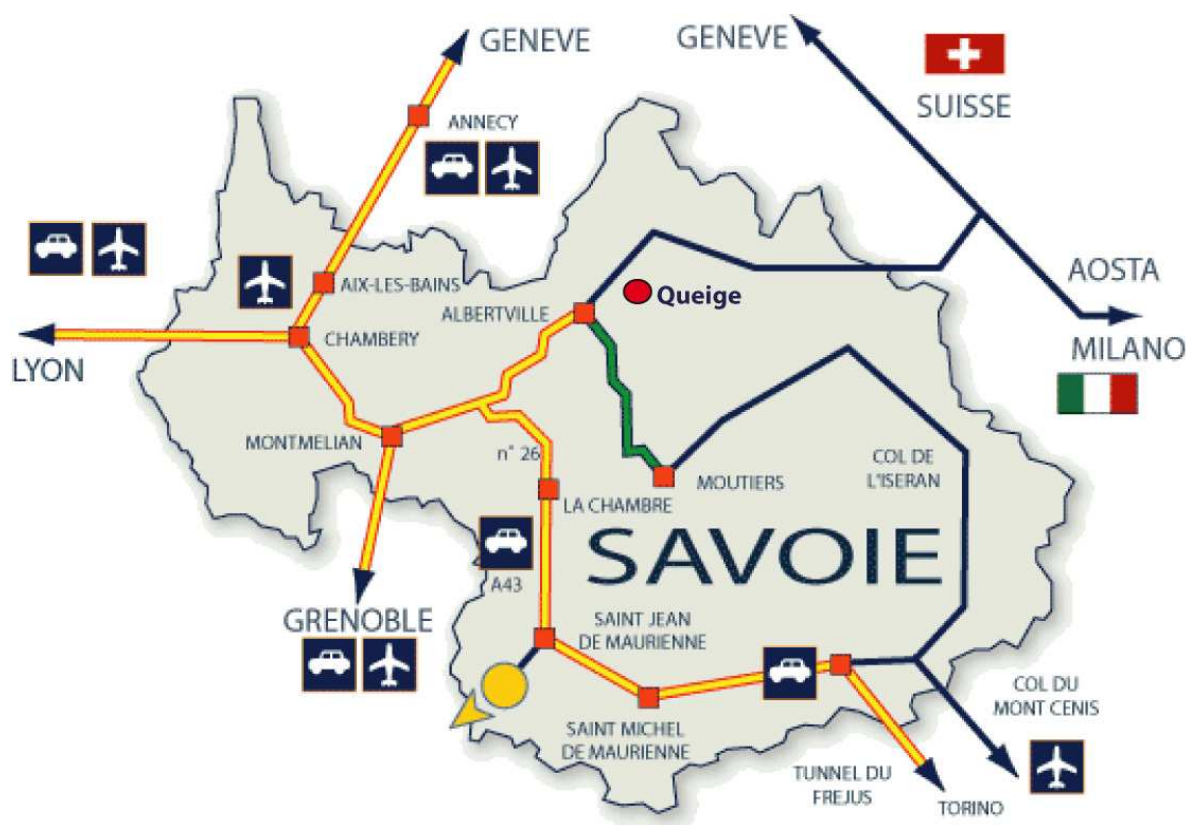 GENEVE
GENEVE
SUISSE
ANNECY
AOSTA
AIX-LES-BAINS
Queige
ALBERTVILLE
CHAMBERY
MILANO
LYON
MONTMELIAN
n° 26
COL DE
L'ISERAN
MOUTIERS
LA CHAMBRE
SAVOIE
A43
GRENOBLE
SAINT JEAN
DE MAURIENNE
COL DU
MONT CENIS
SAINT MICHEL
DE MAURIENNE
TUNNEL DU
FREJUS
TORINO